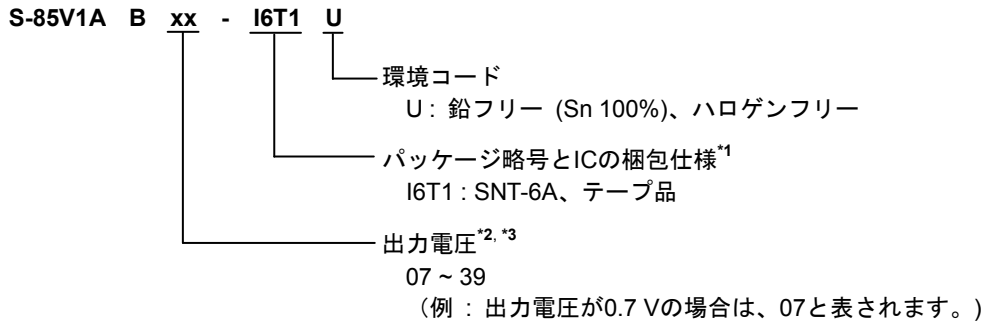 S-85V1A B xx - I6T1 U
環境コード
U : 鉛フリー (Sn 100%)、ハロゲンフリー
パッケージ略号とICの梱包仕様*1
I6T1 : SNT-6A、テープ品
出力電圧*2, *3
07 ~ 39
（例 : 出力電圧が0.7 Vの場合は、07と表されます。)